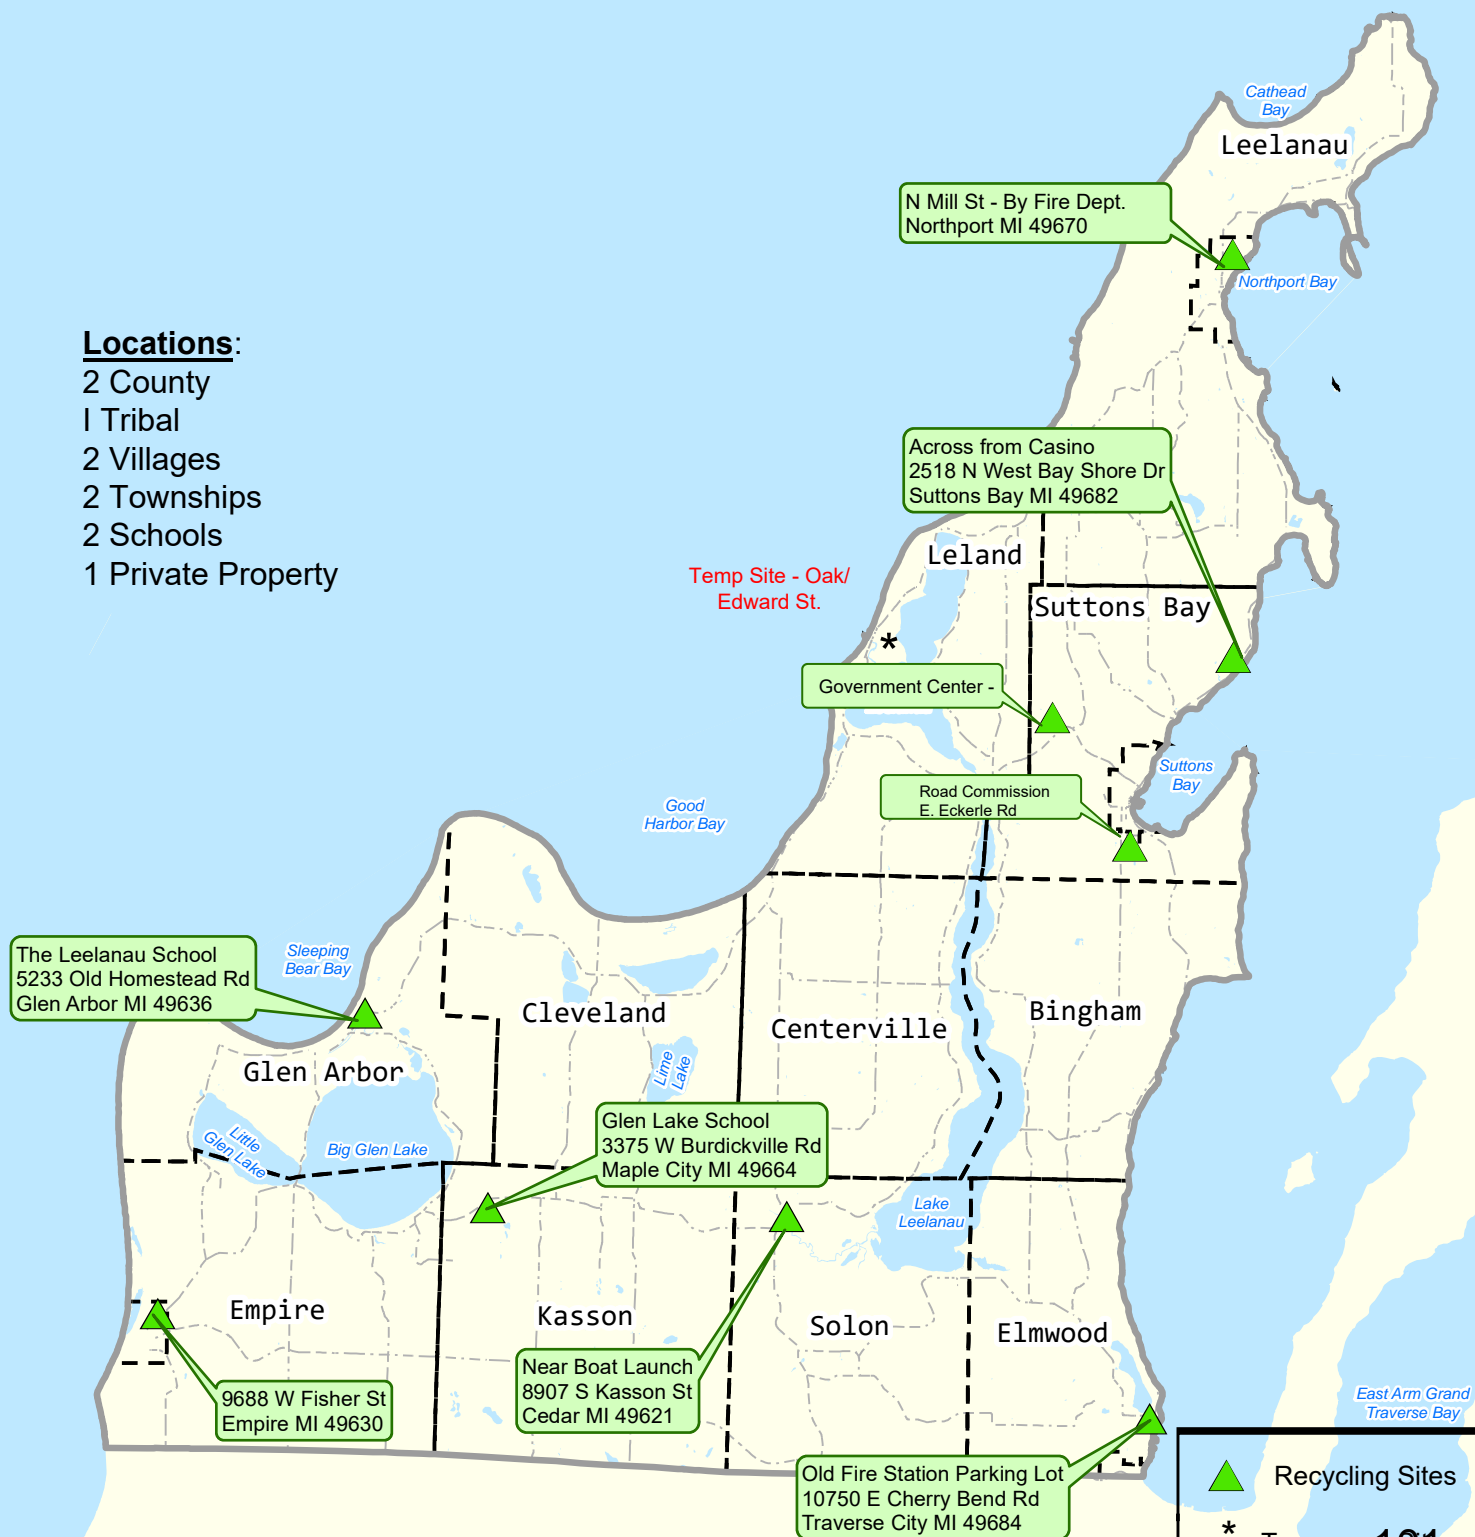 Cathead
Bay
Leelanau
N Mill St - By Fire Dept.
Northport MI 49670
Northport Bay
Locations:
2 County
I Tribal
2 Villages
2 Townships
2 Schools
1 Private Property
Across from Casino
2518 N West Bay Shore Dr
Suttons Bay MI 49682
Leland
Temp Site - Oak/
Edward St.
Suttons Bay
*
Government Center -
Suttons
Bay
Road Commission
E. Eckerle Rd
Good
Harbor Bay
The Leelanau School
5233 Old Homestead Rd
Glen Arbor MI 49636
Sleeping
Bear Bay
Cleveland
Centerville
Bingham
Glen Arbor
Lime
Lake
Little
Glen Lake
Big Glen Lake
Glen Lake School
3375 W Burdickville Rd
Maple City MI 49664
Lake
Leelanau
Empire
Kasson
Solon
Elmwood
Near Boat Launch
8907 S Kasson St
Cedar MI 49621
9688 W Fisher St
Empire MI 49630
East Arm Grand
Traverse Bay
Old Fire Station Parking Lot
10750 E Cherry Bend Rd
Traverse City MI 49684
Recycling Sites
*